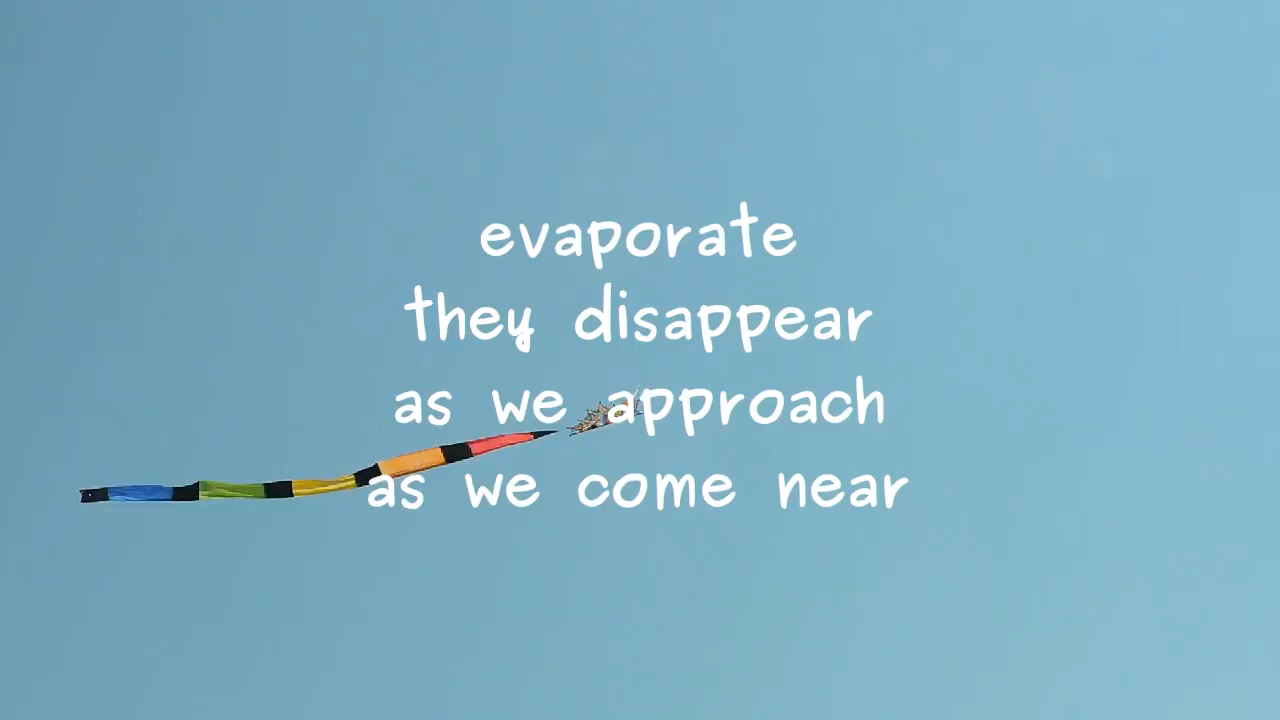 evaporate
they disappear
as we approach
as we come near